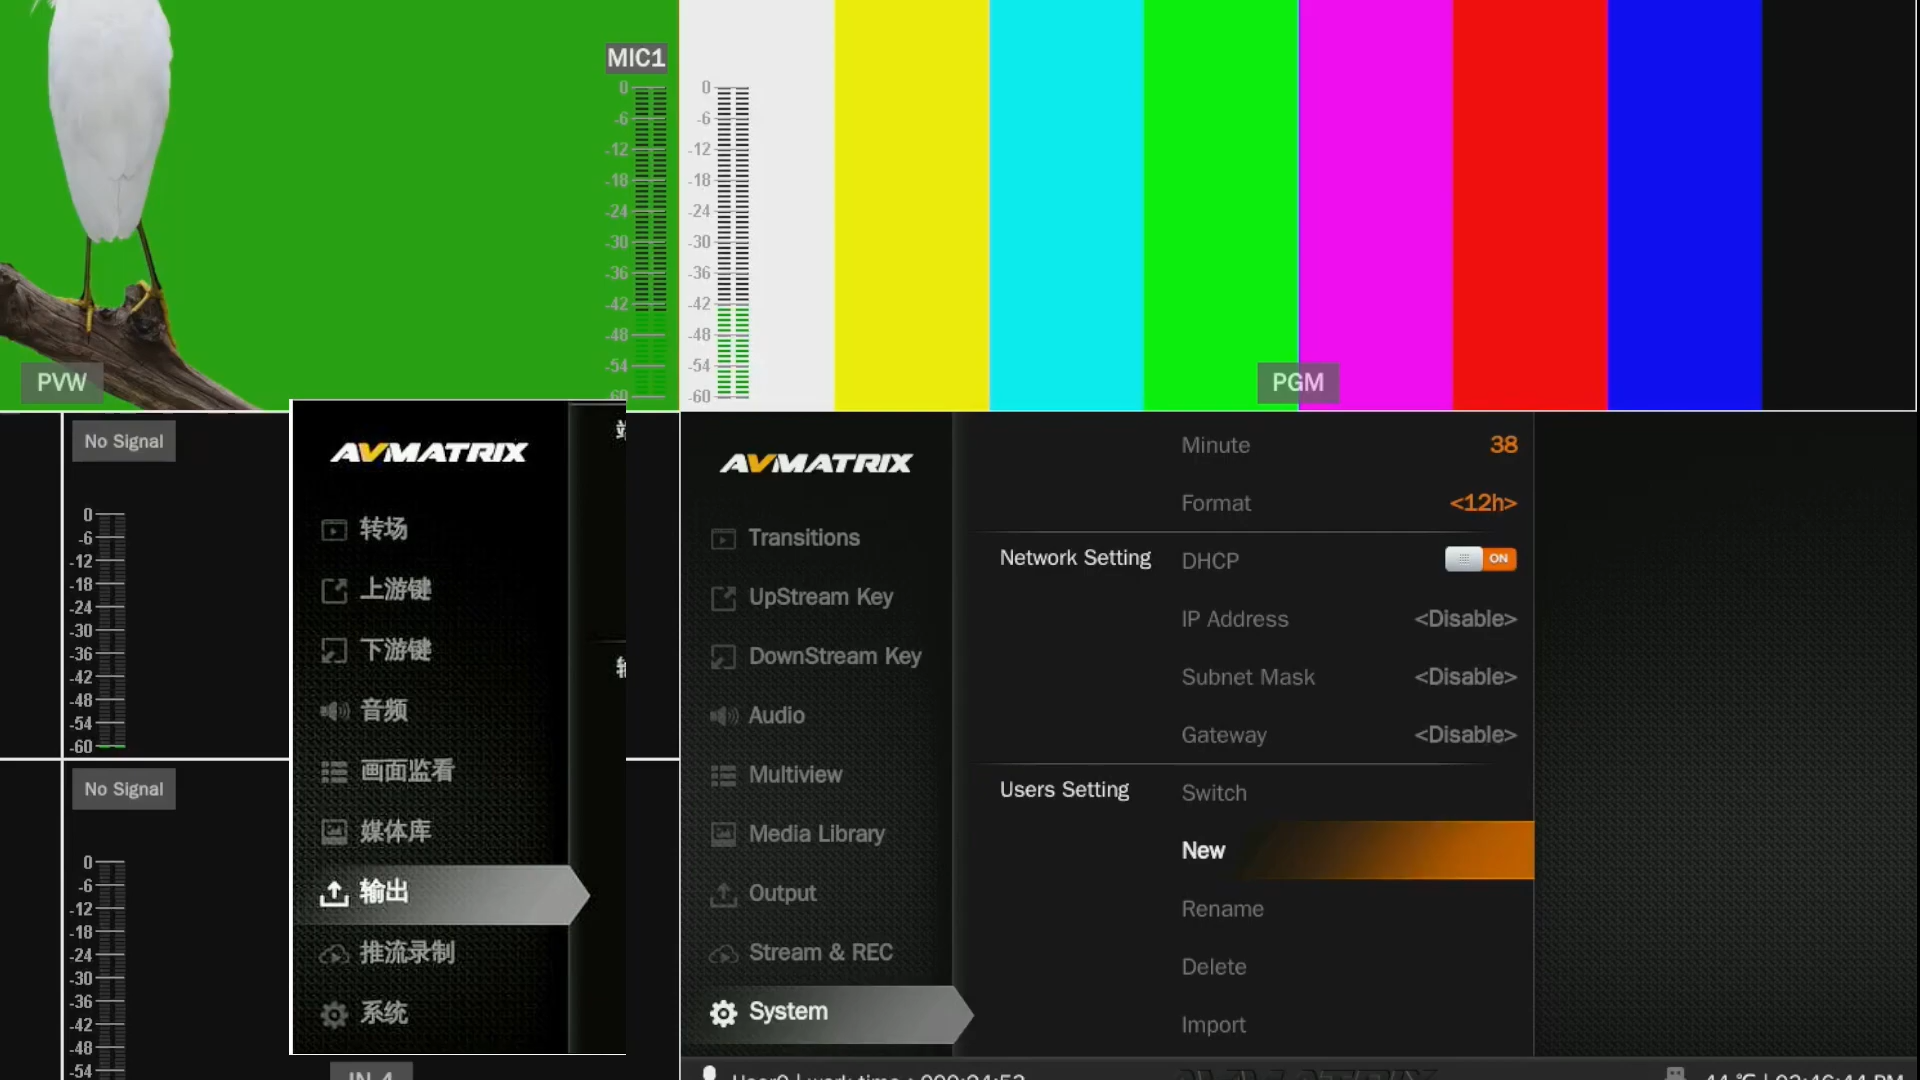 MIC1
0
-6
-12
-18
-24
-30
-36
-42
-48
-54
-60
0
-6
-12
-18
-24
-30
-36
-42
-48
-54
-60
PVW
PGM
No Signal
0
-6
-12
-18
-24
-30
-36
-42
-48
-54
-60
No Signal
0
-6
-12
-18
-24
-30
-36
-42
-48
-54
AVMATRIX
转场
上游键
下游键
音频
画面监看
媒体库
输出
推流录制
系统
IN 4
AVMATRIX
Transitions
UpStream Key
DownStream Key
Audio
Multiview
Media Library
Output
Stream & REC
System
Minute 38
Format <12h>
Network Setting DHCP ON
IP Address <Disable>
Subnet Mask <Disable>
Gateway <Disable>
Users Setting Switch
New
Rename
Delete
Import